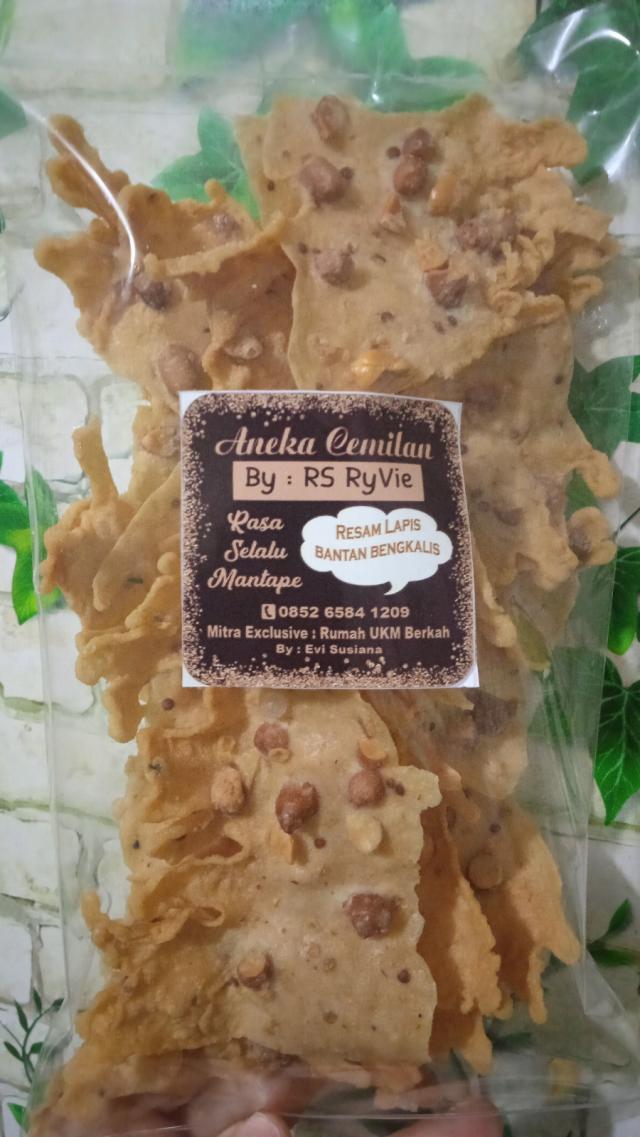 Aneka Cemilan
By : RS RyVie
Rasa
Selalu
Mantape
RESAM LAPIS
BANTAN BENGKALIS
0852 6584 1209
Mitra Exclusive : Rumah UKM Berkah
By : Evi Susiana